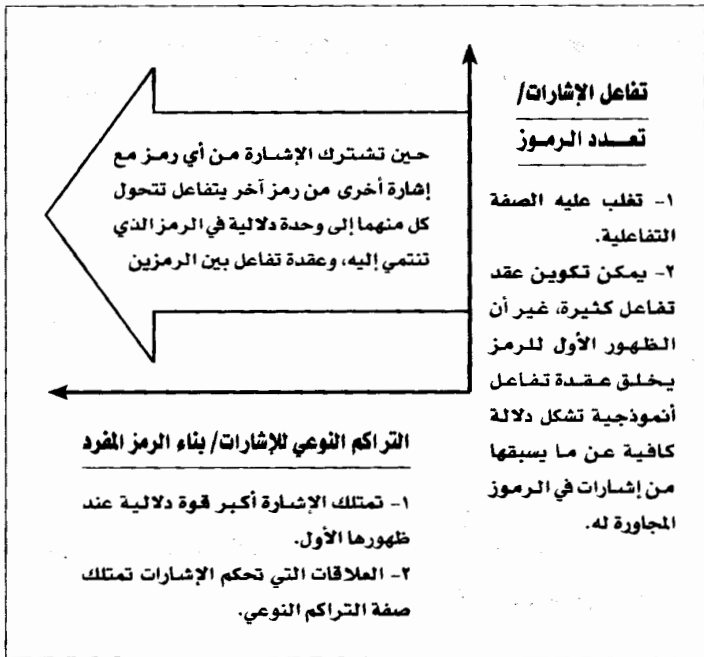 تفاعل الإشارات/
تعدد الرموز
١- تغلب عليه الصفة
التفاعلية.
٢- يمكن تكوين عقد
تفاعل كثيرة، غير أن
الظهور الأول للرمز
يخلق عقدة تفاعل
أنموذجية تشكل دلالة
كافية عن ما يسبقها
من إشارات في الرموز
المجاورة له.
حين تشترك الإشارة من أي رمز مع
إشارة أخرى من رمز آخر يتفاعل تتحول
كل منهما إلى وحدة دلالية في الرمز الذي
تنتمي إليه، وعقدة تفاعل بين الرمزين
التراكم النوعي للإشارات/ بناء الرمز المفرد
١- تمتلك الإشارة أكبر قوة دلالية عند
ظهورها الأول.
٢- العلاقات التي تحكم الإشارات تمتلك
صفة التراكم النوعي.